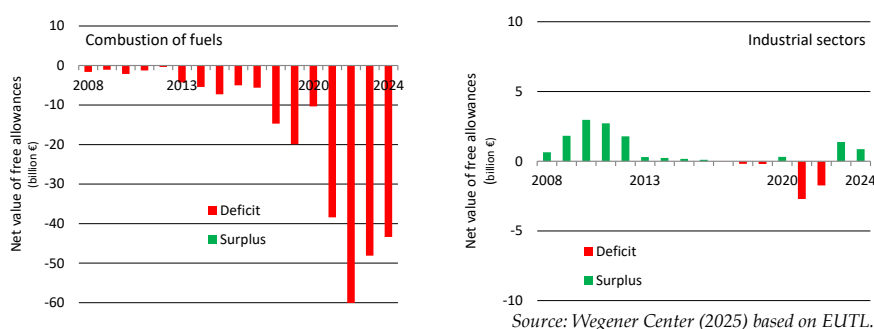 Combustion of fuels
Net value of free allowances
(billion €)
10
0
-10
-20
-30
-40
-50
-60
2008
2013
2020
2024
Deficit
Surplus
Industrial sectors
Net value of free allowances
(billion €)
10
5
0
-5
-10
2008
2013
2020
2024
Deficit
Surplus
Source: Wegener Center (2025) based on EUTL.